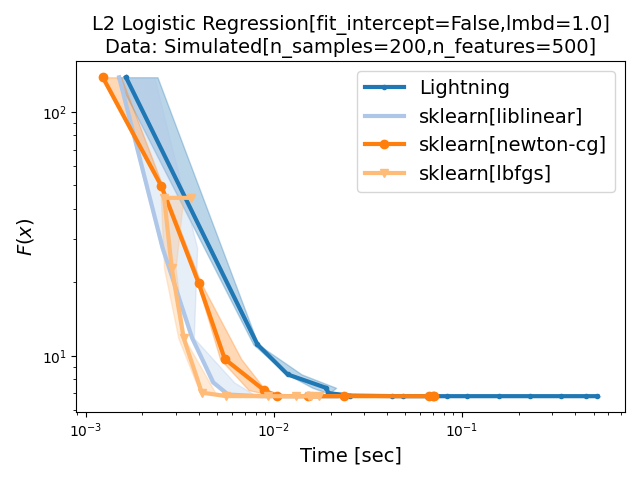 L2 Logistic Regression[fit_intercept=False,lmbd=1.0]
Data: Simulated[n_samples=200,n_features=500]
Lightning
sklearn[liblinear]
sklearn[newton-cg]
sklearn[lbfgs]
F(x)
10²
10¹
10⁻³
10⁻²
10⁻¹
Time [sec]